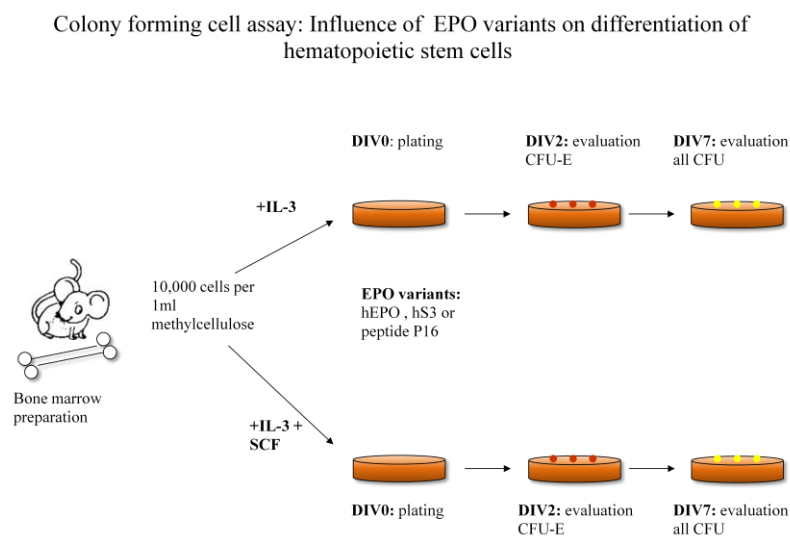 Colony forming cell assay: Influence of  EPO variants on differentiation of
hematopoietic stem cells
DIV0: plating
DIV2: evaluation
CFU-E
DIV7: evaluation
all CFU
+IL-3
10,000 cells per
1ml
methylcellulose
EPO variants:
hEPO , hS3 or
peptide P16
Bone marrow
preparation
+IL-3 +
SCF
DIV0: plating
DIV2: evaluation
CFU-E
DIV7: evaluation
all CFU